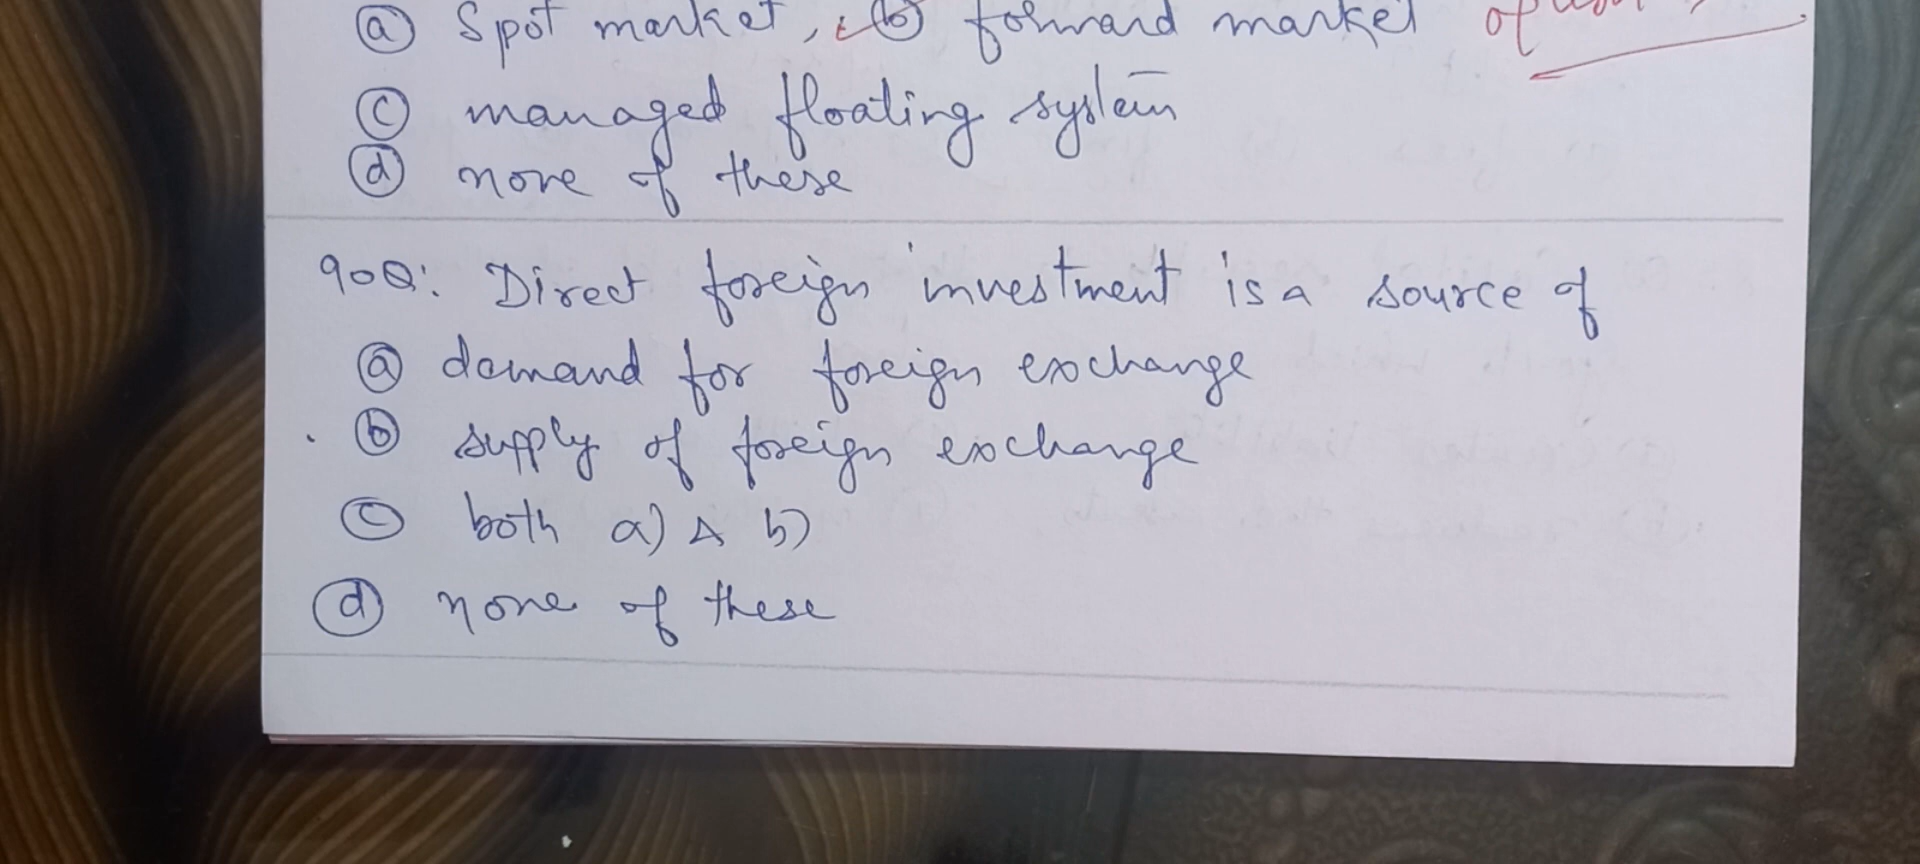 ⓐ Spot market, ⓑ forward market
ⓒ managed floating system
ⓓ none of these
90Q: Direct foreign investment is a source of
ⓐ demand for foreign exchange
ⓑ supply of foreign exchange
ⓒ both a) & b)
ⓓ none of these